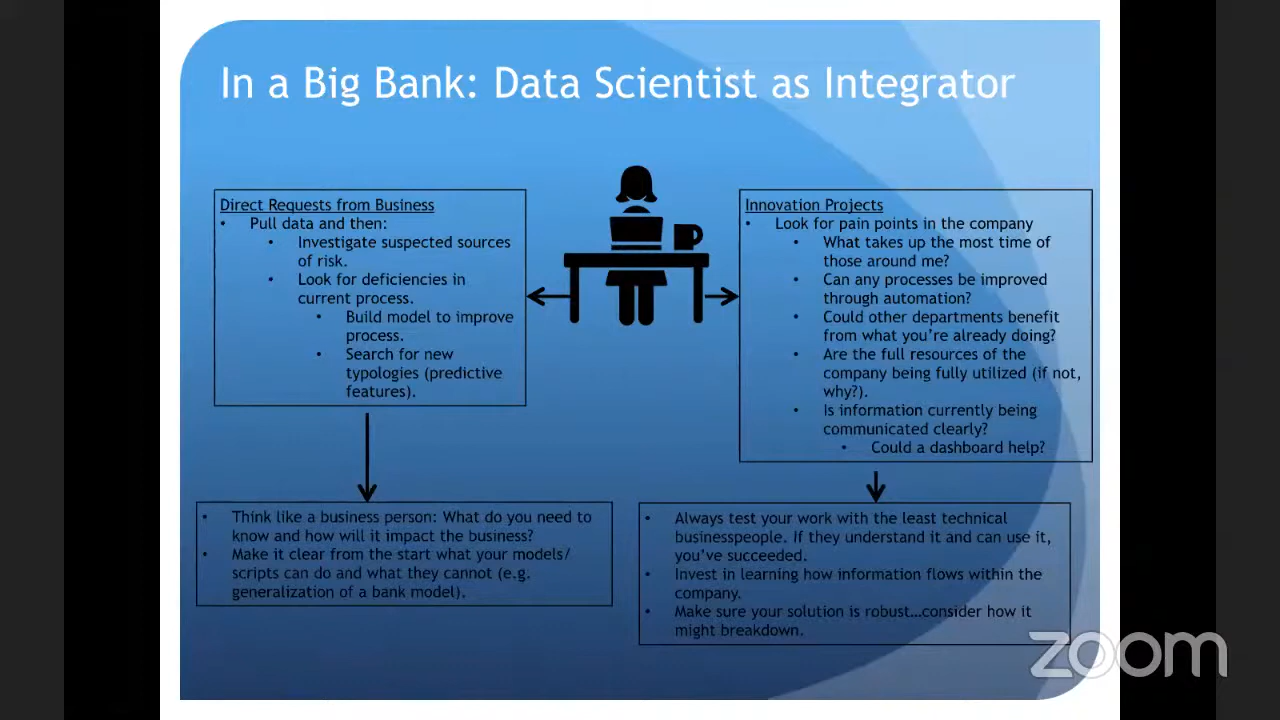 In a Big Bank: Data Scientist as Integrator
Direct Requests from Business
• Pull data and then:
• Investigate suspected sources
of risk.
• Look for deficiencies in
current process.
• Build model to improve
process.
• Search for new
typologies (predictive
features).
Innovation Projects
• Look for pain points in the company
• What takes up the most time of
those around me?
• Can any processes be improved
through automation?
• Could other departments benefit
from what you're already doing?
• Are the full resources of the
company being fully utilized (if not,
why?).
• Is information currently being
communicated clearly?
• Could a dashboard help?
• Think like a business person: What do you need to
know and how will it impact the business?
• Make it clear from the start what your models/
scripts can do and what they cannot (e.g.
generalization of a bank model).
• Always test your work with the least technical
businesspeople. If they understand it and can use it,
you've succeeded.
• Invest in learning how information flows within the
company.
• Make sure your solution is robust…consider how it
might breakdown.
zoom